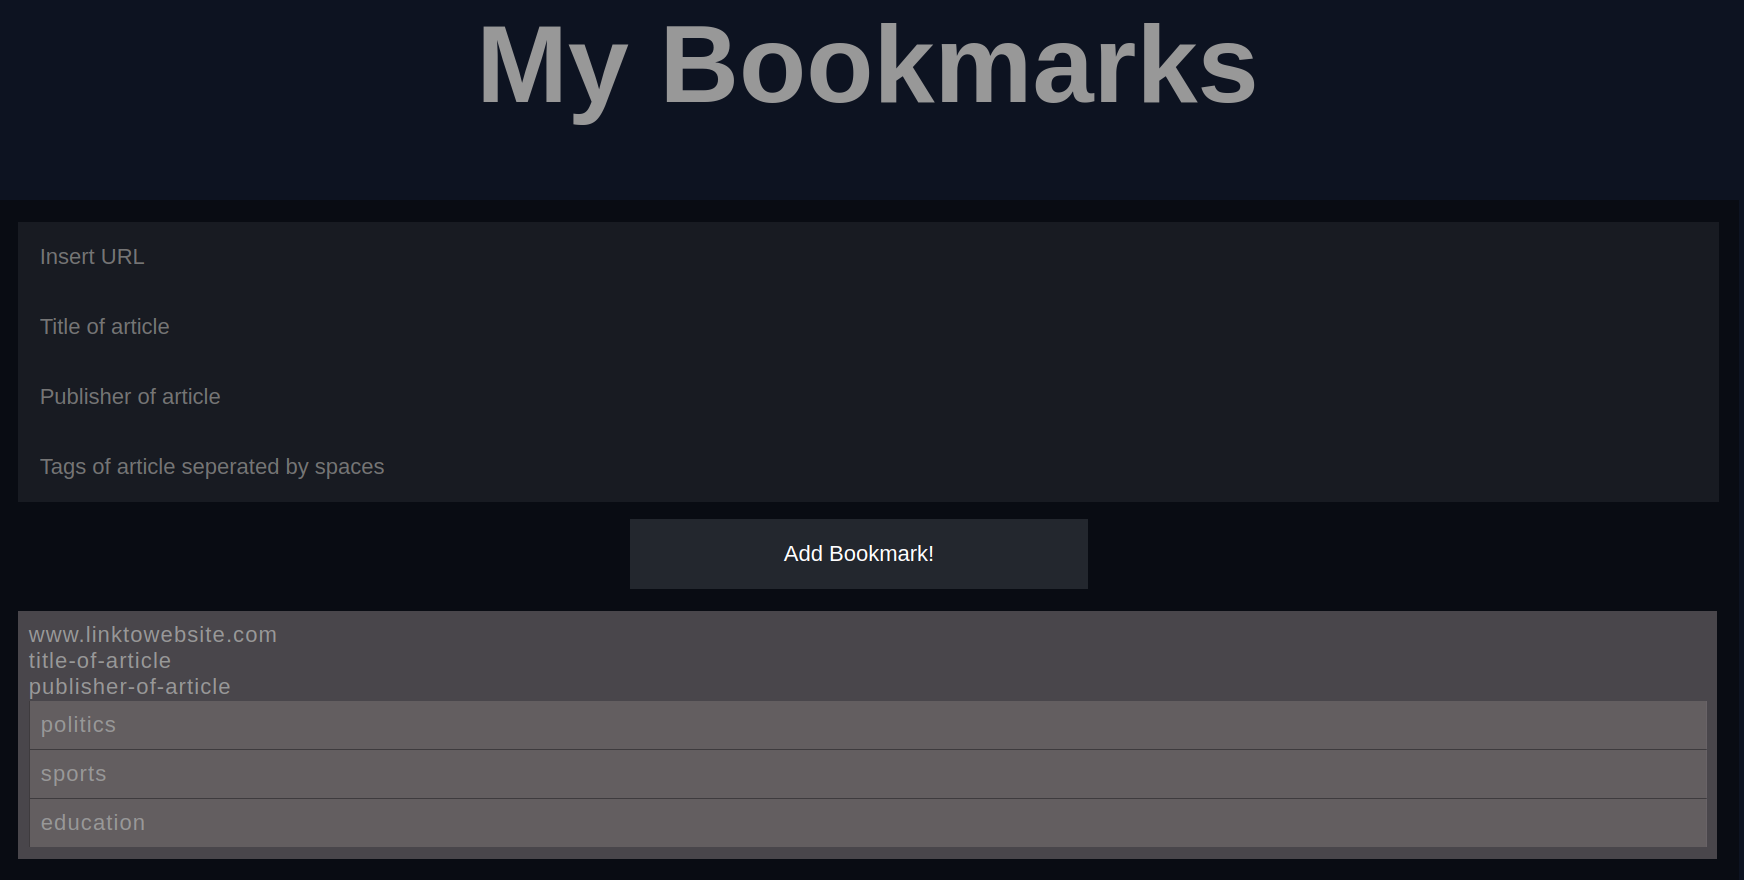 My Bookmarks
Insert URL
Title of article
Publisher of article
Tags of article seperated by spaces
Add Bookmark!
www.linktowebsite.com
title-of-article
publisher-of-article
politics
sports
education